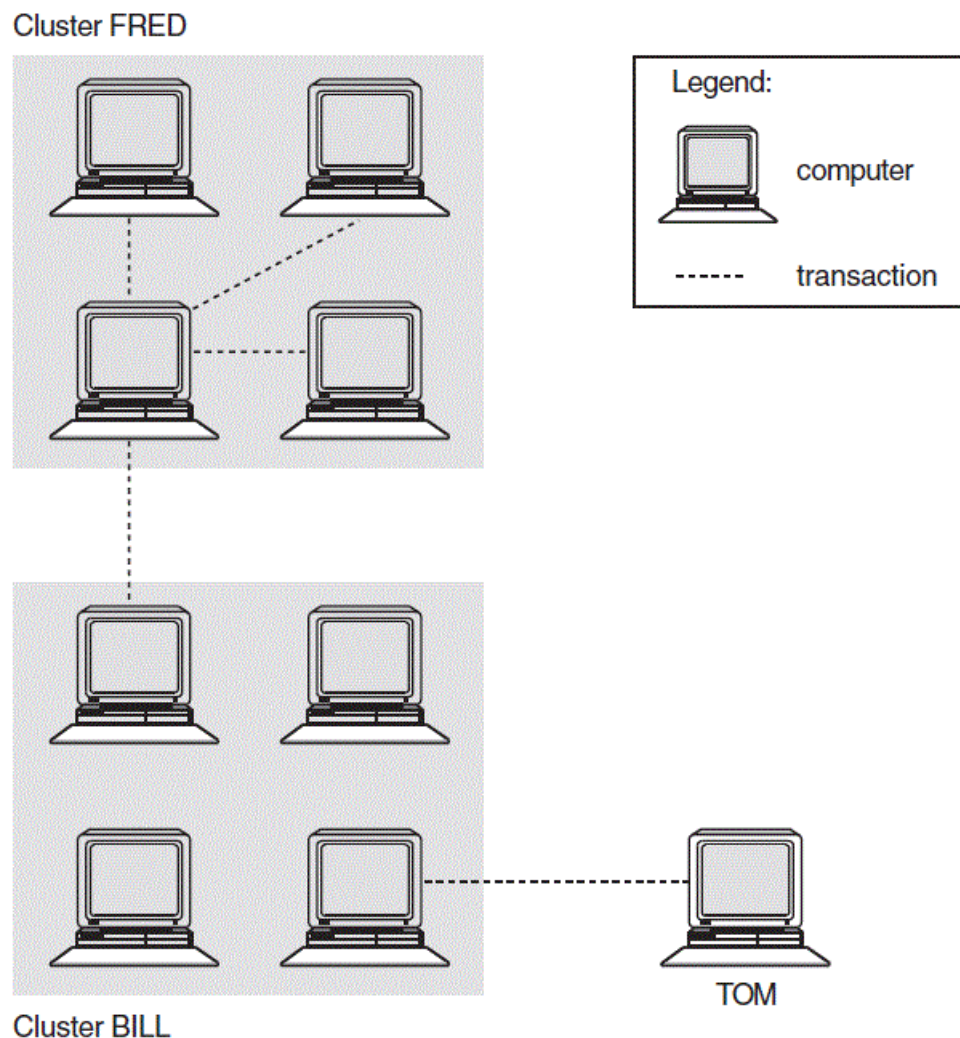 Cluster FRED
Legend:
computer
transaction
TOM
Cluster BILL